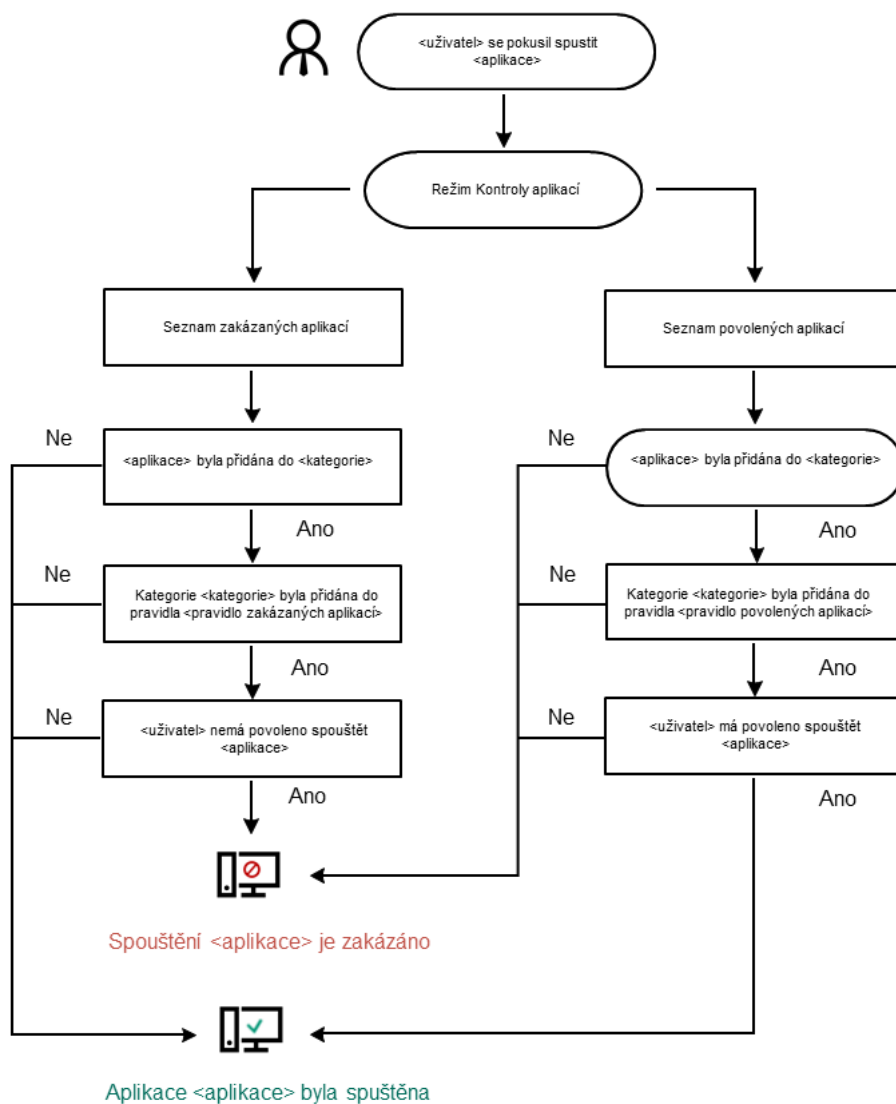 <uživatel> se pokusil spustit
<aplikace>
Režim Kontroly aplikací
Seznam zakázaných aplikací
Seznam povolených aplikací
Ne
<aplikace> byla přidána do <kategorie>
Ne
<aplikace> byla přidána do <kategorie>
Ano
Ano
Ne
Kategorie <kategorie> byla přidána do
pravidla <pravidlo zakázaných aplikací>
Ne
Kategorie <kategorie> byla přidána do
pravidla <pravidlo povolených aplikací>
Ano
Ano
Ne
<uživatel> nemá povoleno spouštět
<aplikace>
Ne
<uživatel> má povoleno spouštět
<aplikace>
Ano
Ano
Spouštění <aplikace> je zakázáno
Aplikace <aplikace> byla spuštěna